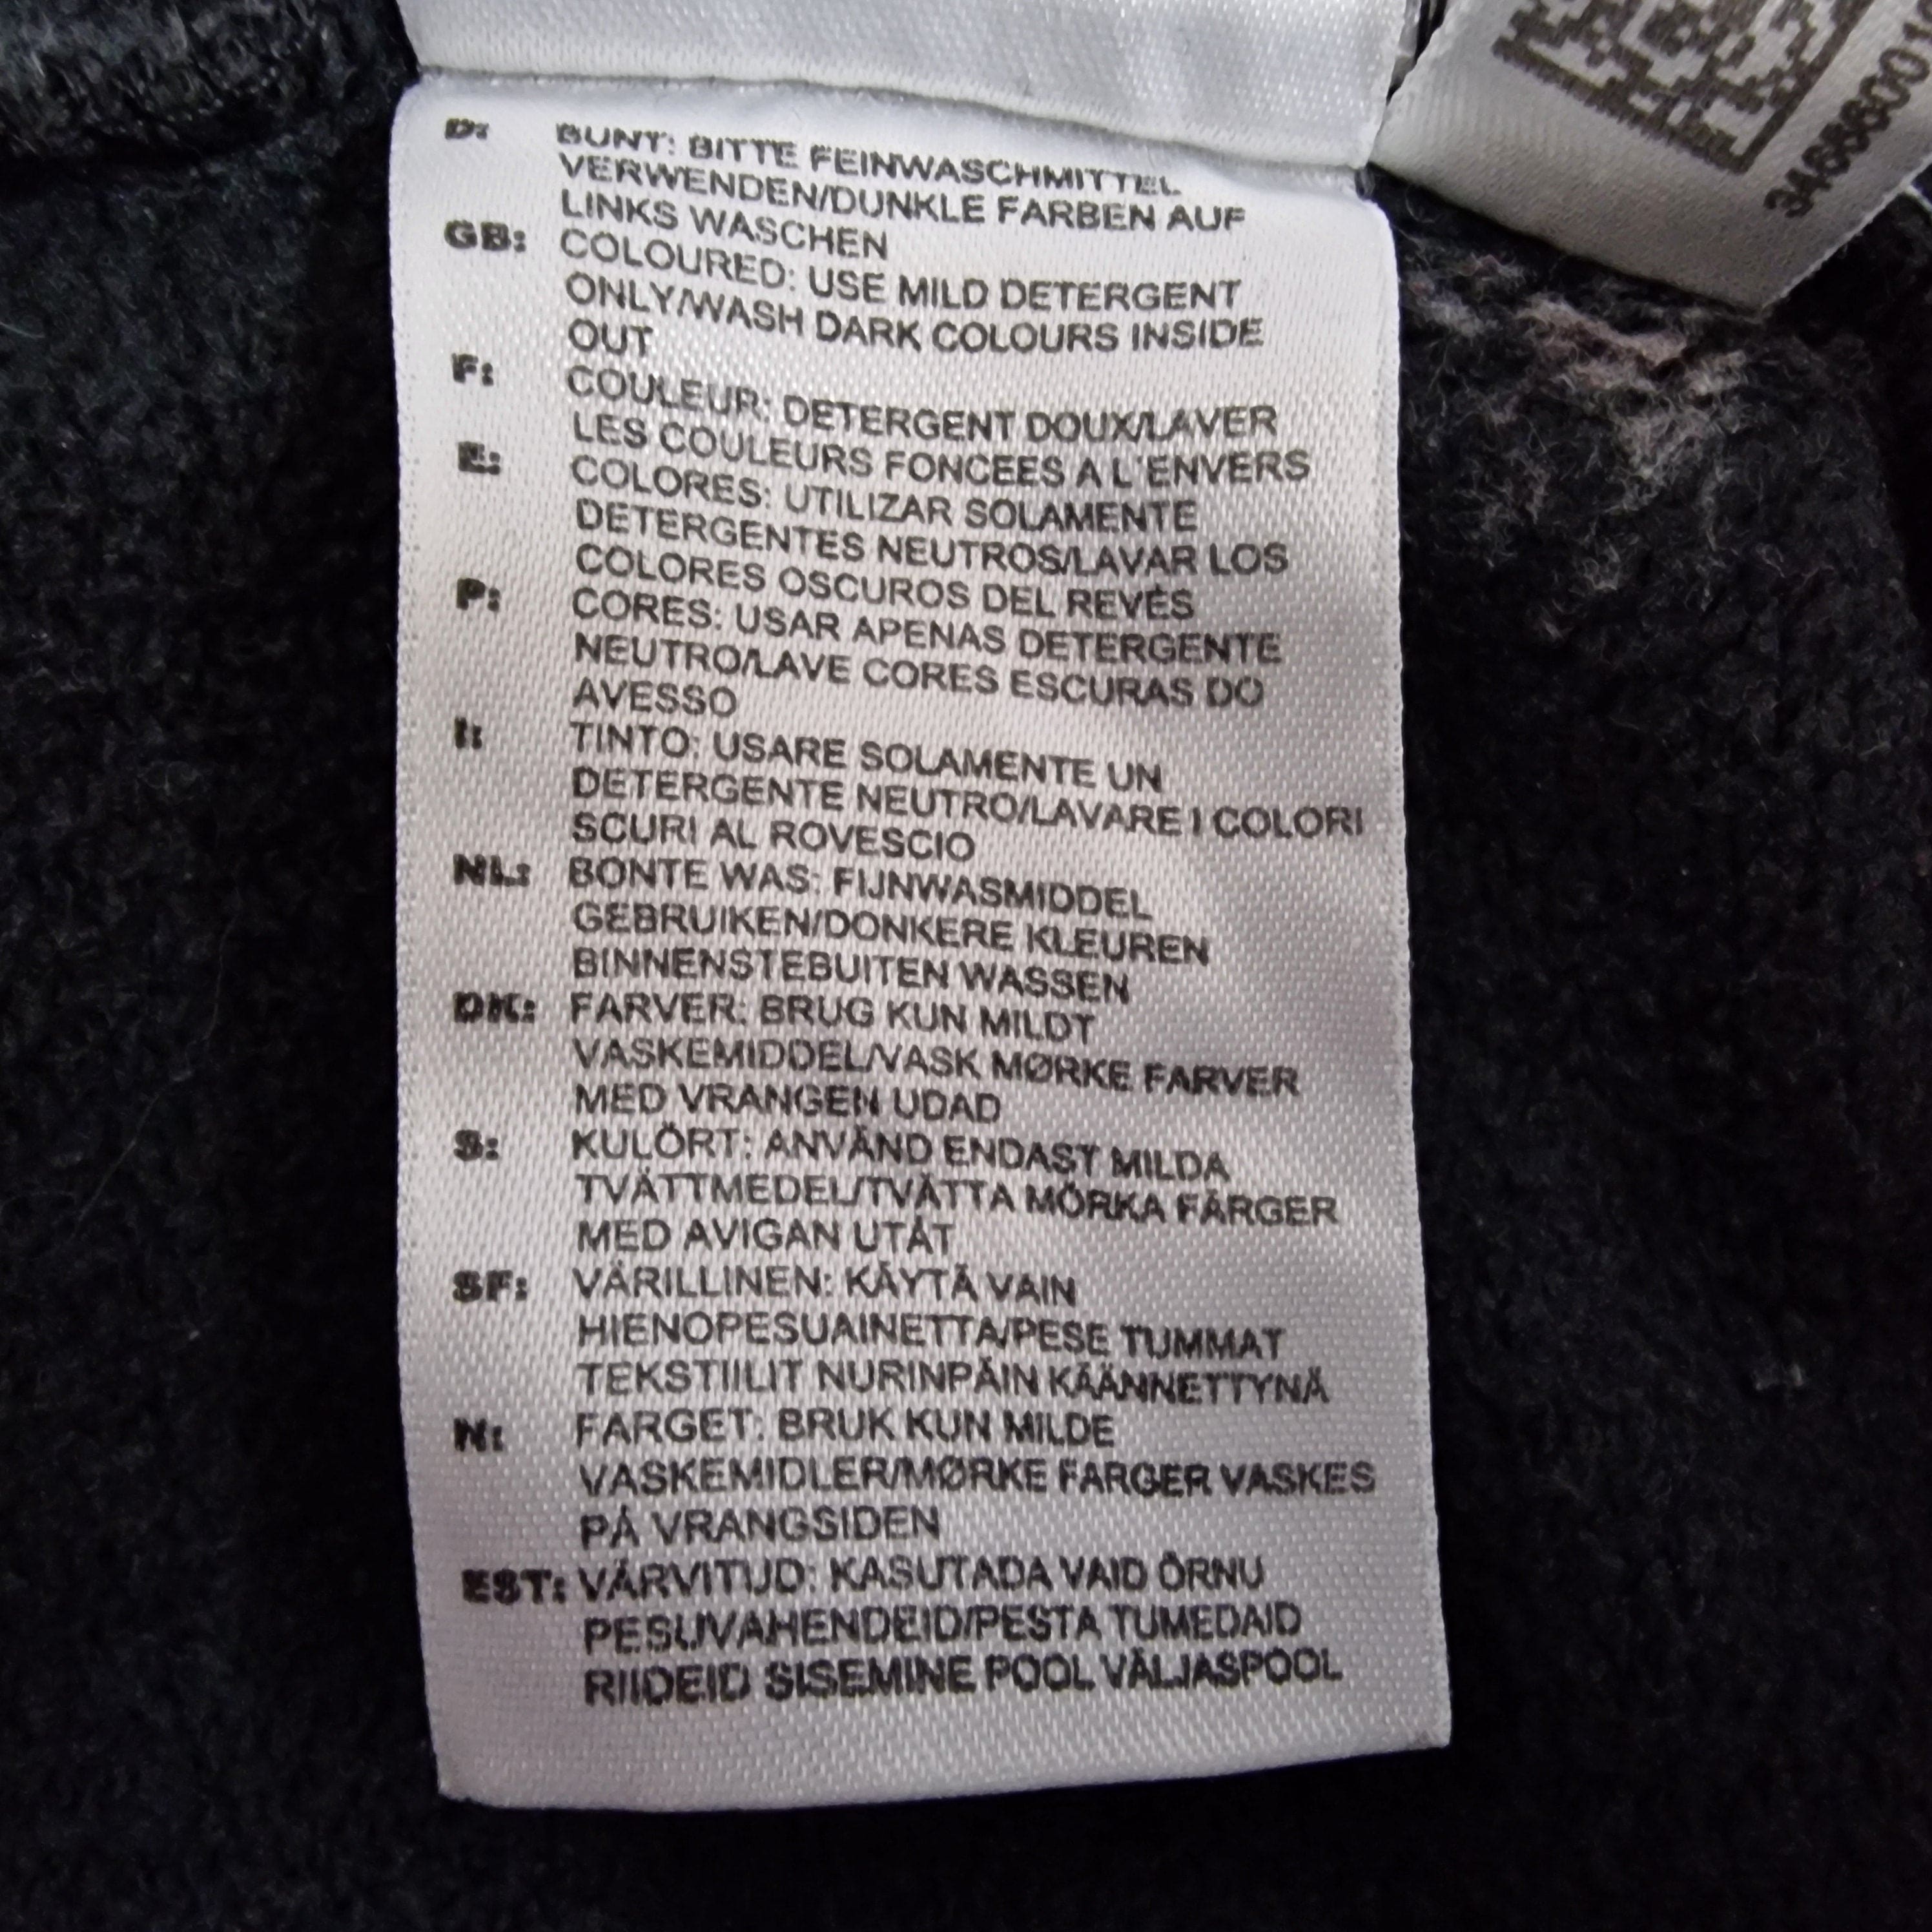 D: BUNT: BITTE FEINWASCHMITTEL
VERWENDEN/DUNKLE FARBEN AUF
LINKS WASCHEN
GB: COLOURED: USE MILD DETERGENT
ONLY/WASH DARK COLOURS INSIDE
OUT
F: COULEUR: DETERGENT DOUX/LAVER
LES COULEURS FONCEES A L'ENVERS
E: COLORES: UTILIZAR SOLAMENTE
DETERGENTES NEUTROS/LAVAR LOS
COLORES OSCUROS DEL REVÉS
P: CORES: USAR APENAS DETERGENTE
NEUTRO/LAVE CORES ESCURAS DO
AVESSO
I: TINTO: USARE SOLAMENTE UN
DETERGENTE NEUTRO/LAVARE I COLORI
SCURI AL ROVESCIO
NL: BONTE WAS: FIJNWASMIDDEL
GEBRUIKEN/DONKERE KLEUREN
BINNENSTEBUITEN WASSEN
DK: FARVER: BRUG KUN MILDT
VASKEMIDDEL/VASK MØRKE FARVER
MED VRANGEN UDAD
S: KULÖRT: ANVÄND ENDAST MILDA
TVÄTTMEDEL/TVÄTTA MÖRKA FÄRGER
MED AVIGAN UTÅT
SF: VÄRILLINEN: KÄYTÄ VAIN
HIENOPESUAINETTA/PESE TUMMAT
TEKSTIILIT NURINPÄIN KÄÄNNETTYNÄ
N: FARGET: BRUK KUN MILDE
VASKEMIDLER/MØRKE FARGER VASKES
PÅ VRANGSIDEN
EST: VÄRVITUD: KASUTADA VAID ÕRNU
PESUVAHENDEID/PESTA TUMEDAID
RIIDEID SISEMINE POOL VÄLJASPOOL